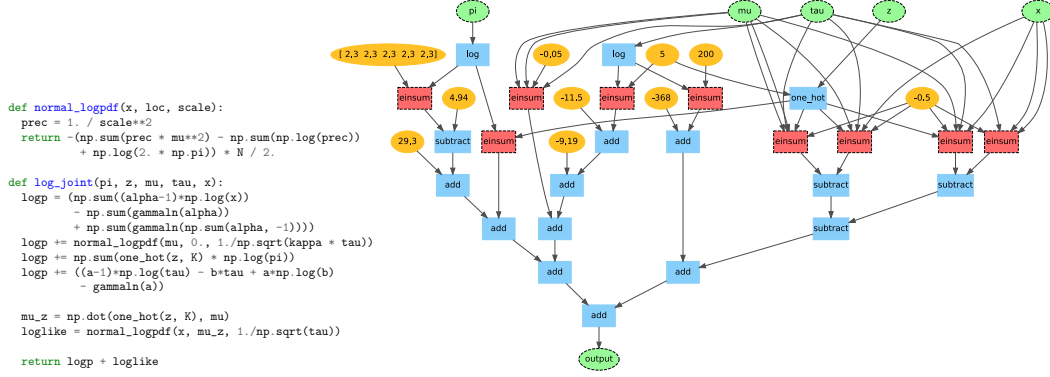 def normal_logpdf(x, loc, scale):
prec = 1. / scale**2
return -(np.sum(prec * mu**2) - np.sum(np.log(prec))
+ np.log(2. * np.pi)) * N / 2.
def log_joint(pi, z, mu, tau, x):
logp = (np.sum((alpha-1)*np.log(x))
- np.sum(gammaln(alpha))
+ np.sum(gammaln(np.sum(alpha, -1))))
logp += normal_logpdf(mu, 0., 1./np.sqrt(kappa * tau))
logp += np.sum(one_hot(z, K) * np.log(pi))
logp += ((a-1)*np.log(tau) - b*tau + a*np.log(b)
- gammaln(a))
mu_z = np.dot(one_hot(z, K), mu)
loglike = normal_logpdf(x, mu_z, 1./np.sqrt(tau))
return logp + loglike
pi mu tau z x
[ 2,3 2,3 2,3 2,3 2,3] log -0,05 log 5 200
einsum 4,94 einsum -11.5 einsum -368 einsum one_hot -0.5
29,3 subtract einsum -9,19 add add einsum einsum einsum einsum
add add subtract subtract
add add subtract
add add
add
output